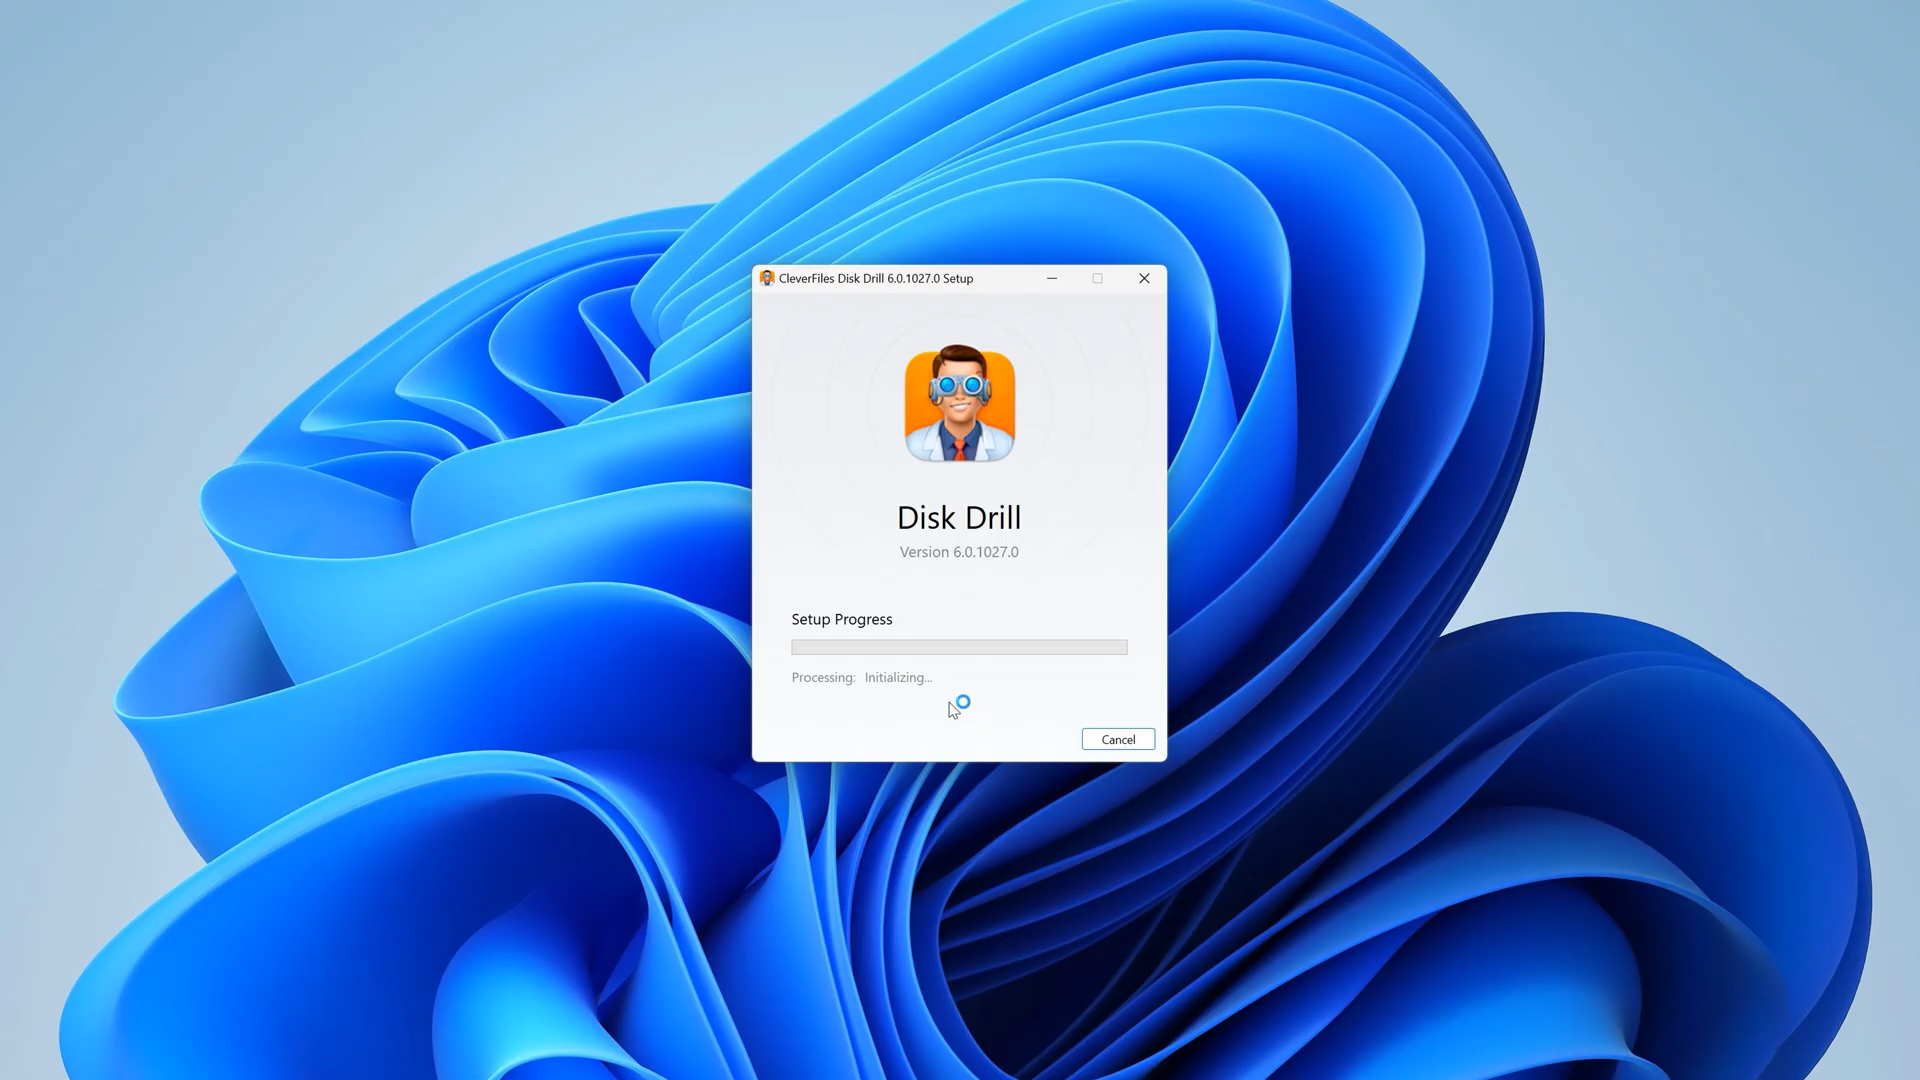 CleverFiles Disk Drill 6.0.1027.0 Setup
Disk Drill
Version 6.0.1027.0
Setup Progress
Processing: Initializing...
Cancel